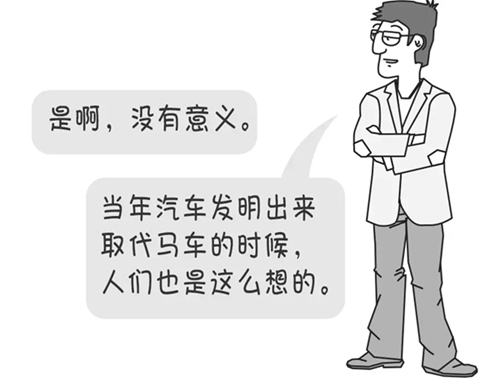 是啊，没有意义。
当年汽车发明出来
取代马车的时候，
人们也是这么想的。